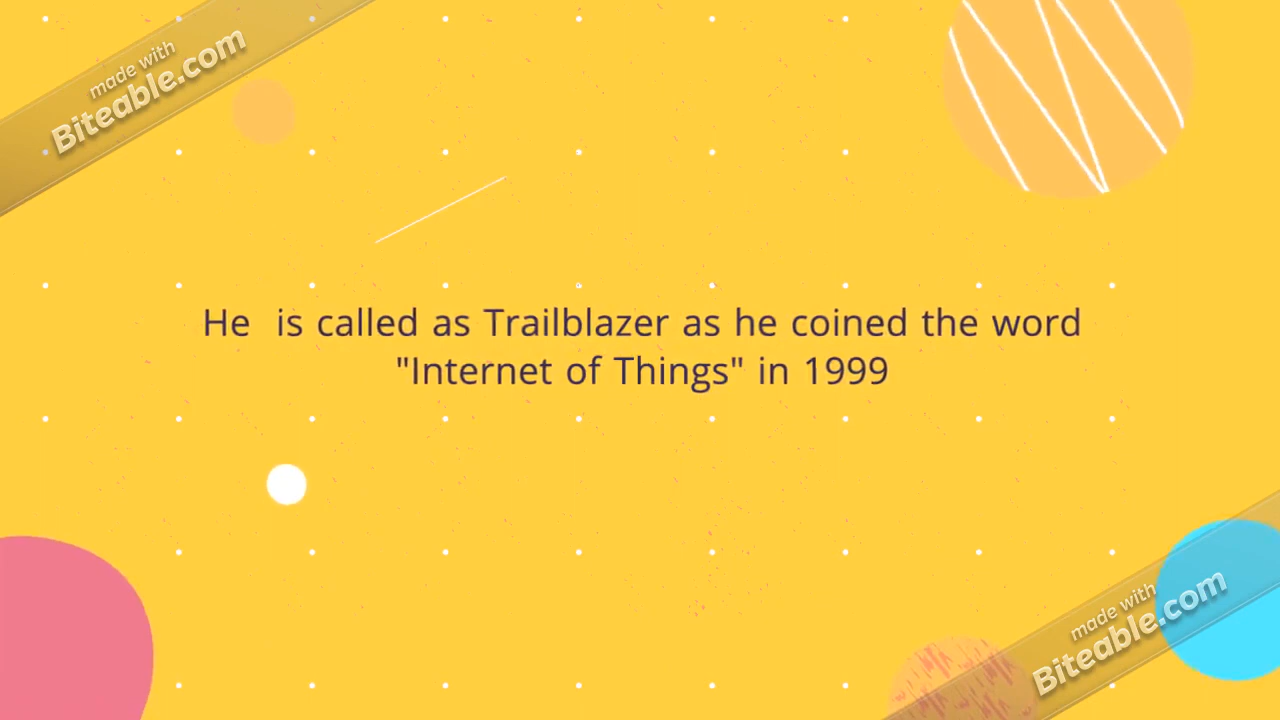 made with
Biteable.com
He  is called as Trailblazer as he coined the word
"Internet of Things" in 1999
made with
Biteable.com